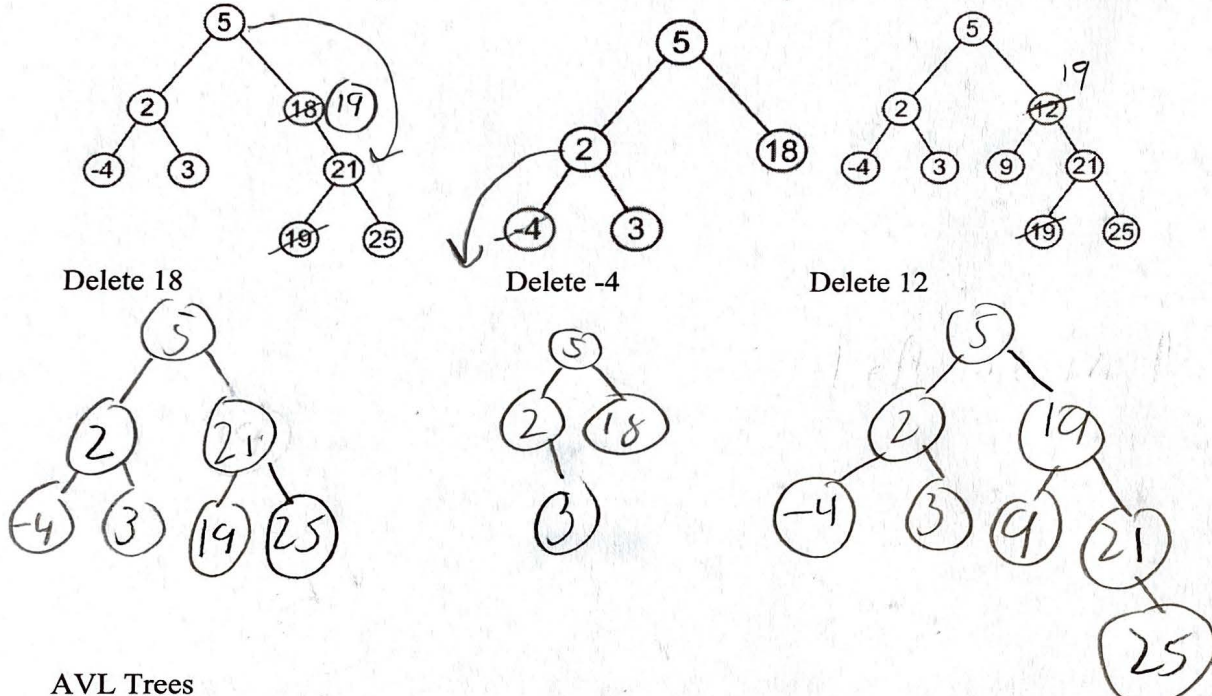 5 5 5
2 18 19 2 18 2 12 19
-4 3 21 -4 3 -4 3 9 21
19 25 19 25
Delete 18 Delete -4 Delete 12
5 5 5
2 21 2 18 2 19
-4 3 19 25 3 -4 3 9 21
25
AVL Trees